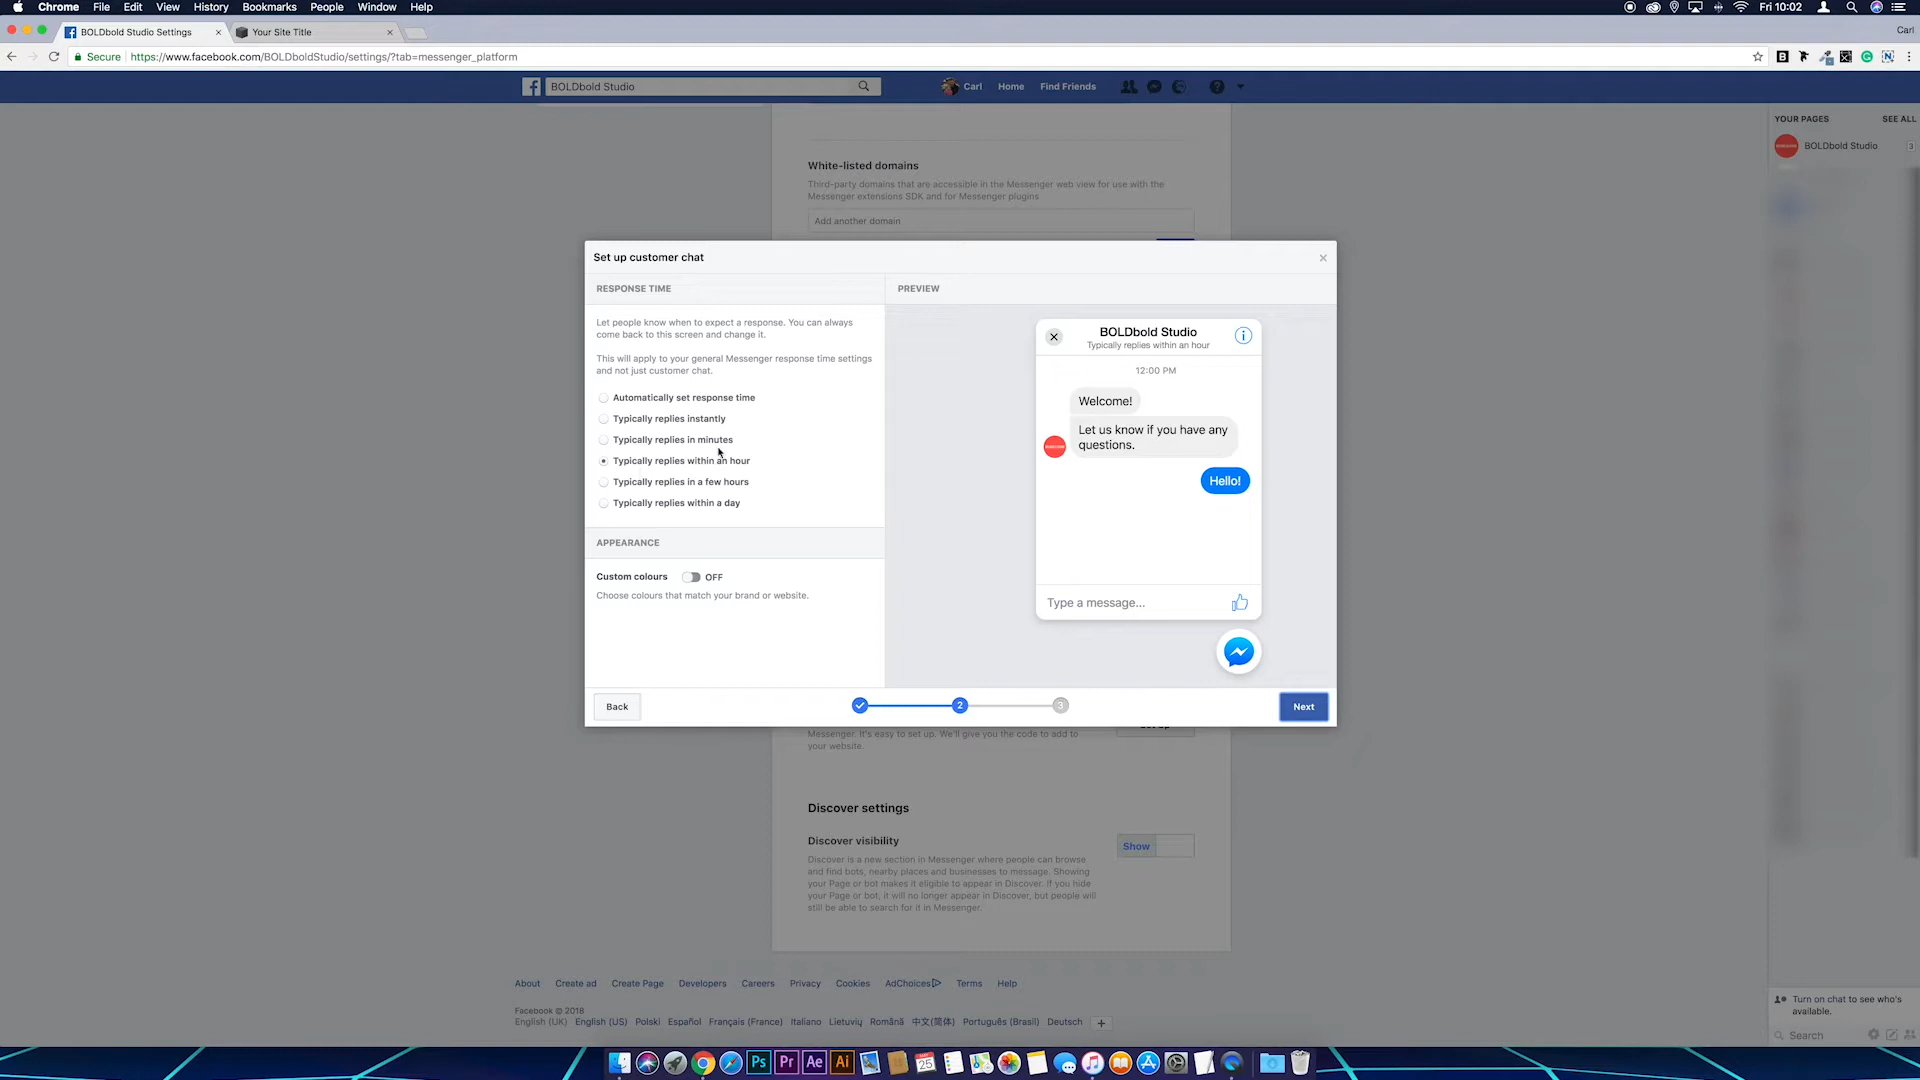 Chrome File Edit View History Bookmarks People Window Help Fri 10:02
BOLDbold Studio Settings Your Site Title Carl
Secure https://www.facebook.com/BOLDboldStudio/settings/?tab=messenger_platform
BOLDbold Studio Carl Home Find Friends
YOUR PAGES SEE ALL
BOLDbold Studio 3
White-listed domains
Third-party domains that are accessible in the Messenger web view for use with the
Messenger extensions SDK and for Messenger plugins
Add another domain
Set up customer chat
RESPONSE TIME
Let people know when to expect a response. You can always
come back to this screen and change it.
This will apply to your general Messenger response time settings
and not just customer chat.
Automatically set response time
Typically replies instantly
Typically replies in minutes
Typically replies within an hour
Typically replies in a few hours
Typically replies within a day
APPEARANCE
Custom colours OFF
Choose colours that match your brand or website.
PREVIEW
BOLDbold Studio
Typically replies within an hour
12:00 PM
Welcome!
Let us know if you have any
questions.
Hello!
Type a message...
Back 2 3 Next
Messenger. It's easy to set up. We'll give you the code to add to
your website.
Discover settings
Discover visibility
Show
Discover is a new section in Messenger where people can browse
and find bots, nearby places and businesses to message. Showing
your Page or bot makes it eligible to appear in Discover. If you hide
your Page or bot, it will no longer appear in Discover, but people will
still be able to search for it in Messenger.
About Create ad Create Page Developers Careers Privacy Cookies AdChoices Terms Help
Facebook © 2018
English (UK) English (US) Polski Español Français (France) Italiano Lietuvių Română 中文(简体) Português (Brasil) Deutsch
Turn on chat to see who's
available.
Search
Ps Pr Ae Ai 25